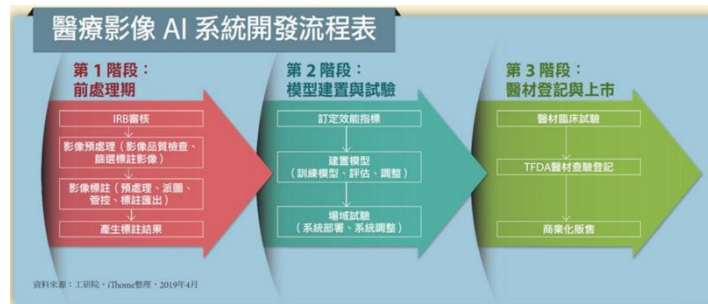 醫療影像 AI 系統開發流程表
第 1 階段：
前處理期
IRB審核
影像預處理（影像品質檢查、
篩選標註影像）
影像標註（預處理、派圖、
管控、標註匯出）
產生標註結果
第 2 階段：
模型建置與試驗
訂定效能指標
建置模型
（訓練模型、評估、調整）
場域試驗
（系統部署、系統調整）
第 3 階段：
醫材登記與上市
醫材臨床試驗
TFDA醫材查驗登記
商業化販售
資料來源：工研院，iThome整理，2019年4月